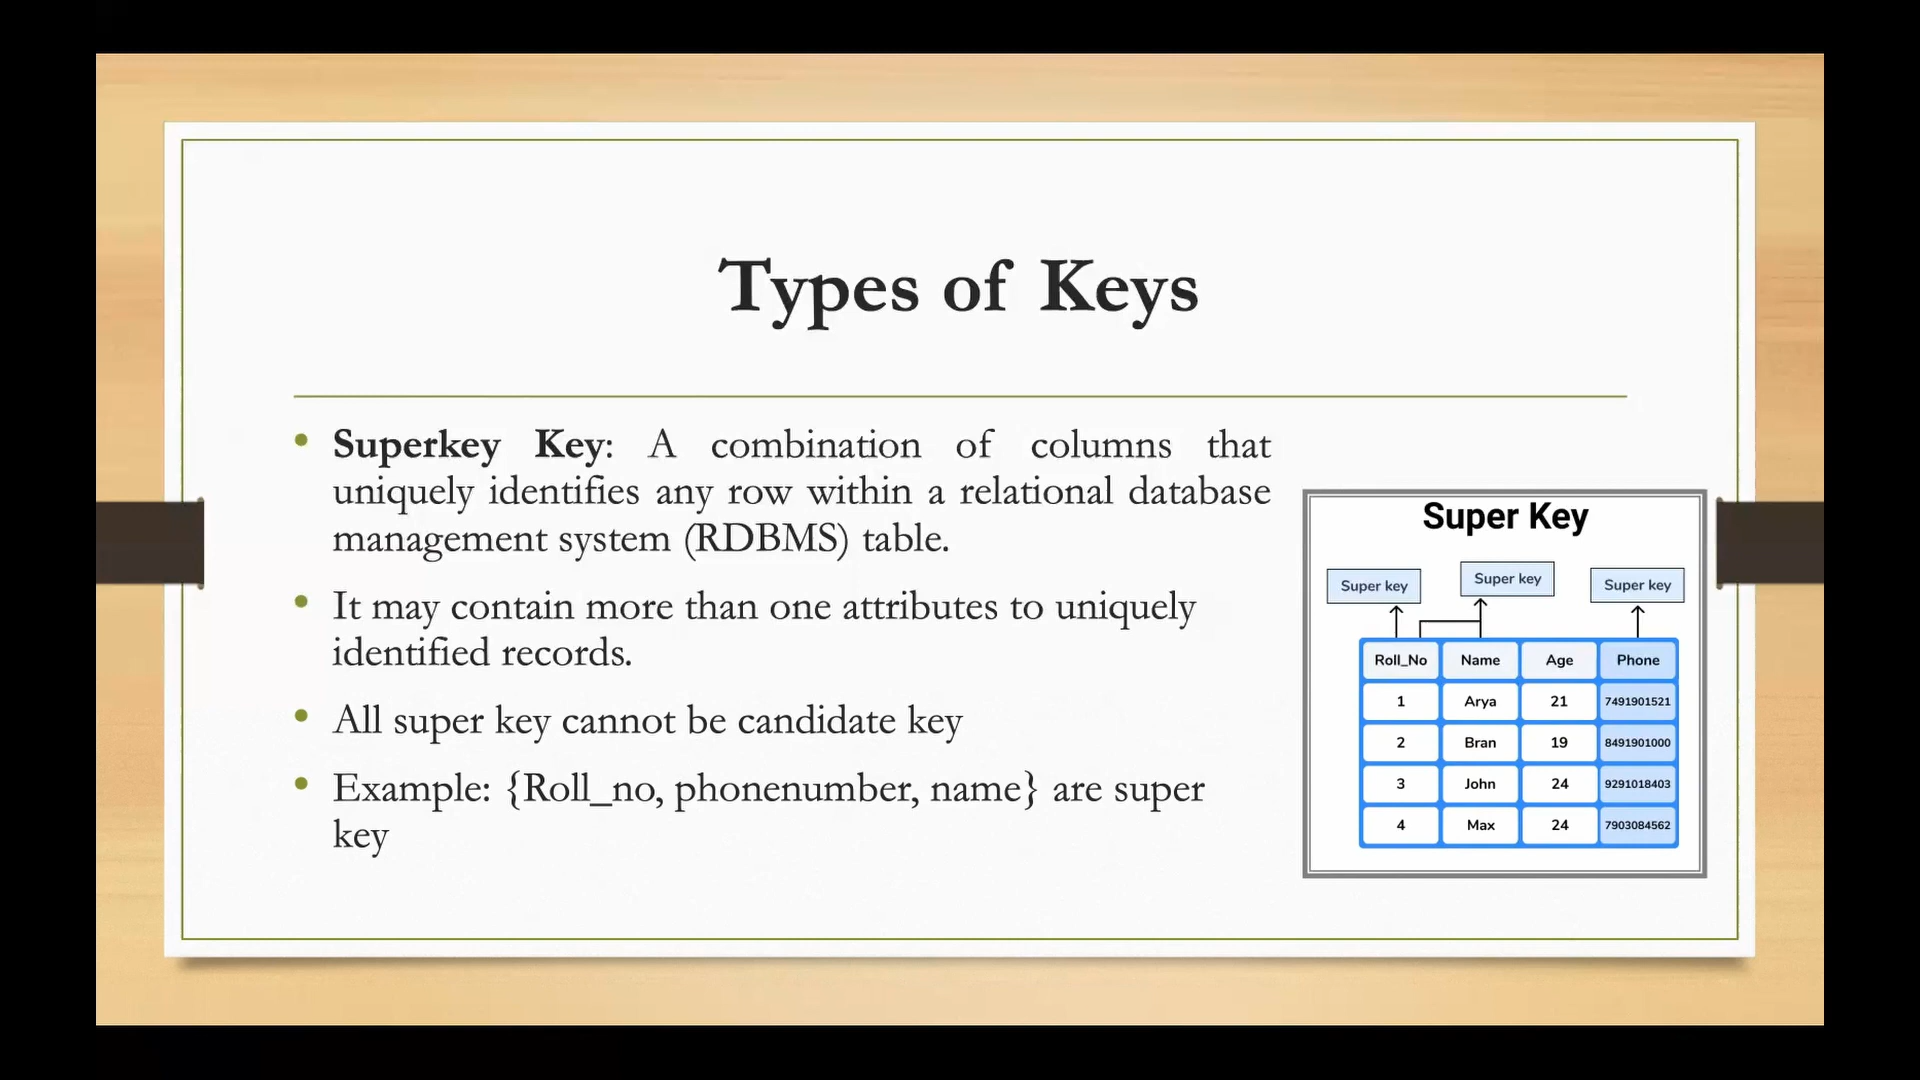 Types of Keys
Superkey Key: A combination of columns that
uniquely identifies any row within a relational database
management system (RDBMS) table.
It may contain more than one attributes to uniquely
identified records.
All super key cannot be candidate key
Example: {Roll_no, phonenumber, name} are super
key
Super Key
Super key Super key Super key
Roll_No Name Age Phone
1 Arya 21 7491901521
2 Bran 19 8491901000
3 John 24 9291018403
4 Max 24 7903084562